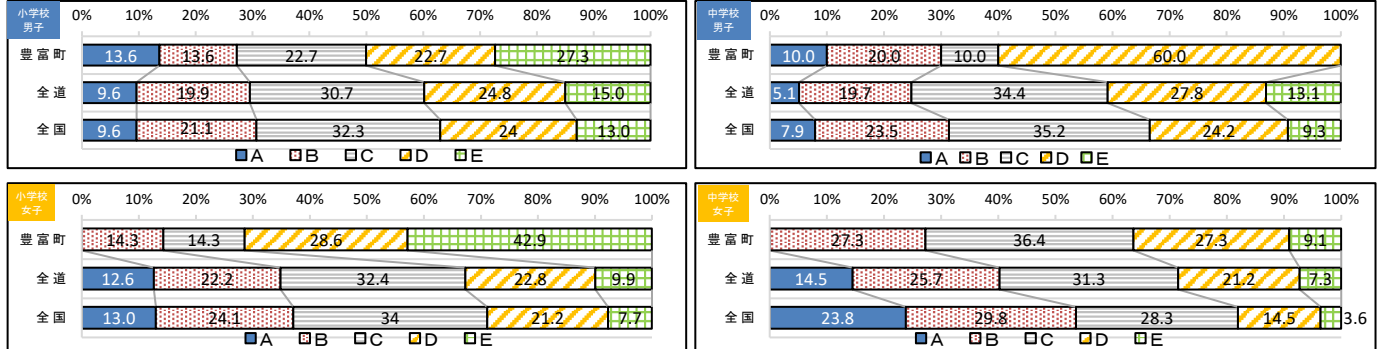 小学校
男子
0% 10% 20% 30% 40% 50% 60% 70% 80% 90% 100%
豊富町 13.6 13.6 22.7 22.7 27.3
全道 9.6 19.9 30.7 24.8 15.0
全国 9.6 21.1 32.3 24 13.0
A B C D E
中学校
男子
0% 10% 20% 30% 40% 50% 60% 70% 80% 90% 100%
豊富町 10.0 20.0 10.0 60.0
全道 5.1 19.7 34.4 27.8 13.1
全国 7.9 23.5 35.2 24.2 9.3
A B C D E
小学校
女子
0% 10% 20% 30% 40% 50% 60% 70% 80% 90% 100%
豊富町 14.3 14.3 28.6 42.9
全道 12.6 22.2 32.4 22.8 9.9
全国 13.0 24.1 34 21.2 7.7
A B C D E
中学校
女子
0% 10% 20% 30% 40% 50% 60% 70% 80% 90% 100%
豊富町 27.3 36.4 27.3 9.1
全道 14.5 25.7 31.3 21.2 7.3
全国 23.8 29.8 28.3 14.5 3.6
A B C D E